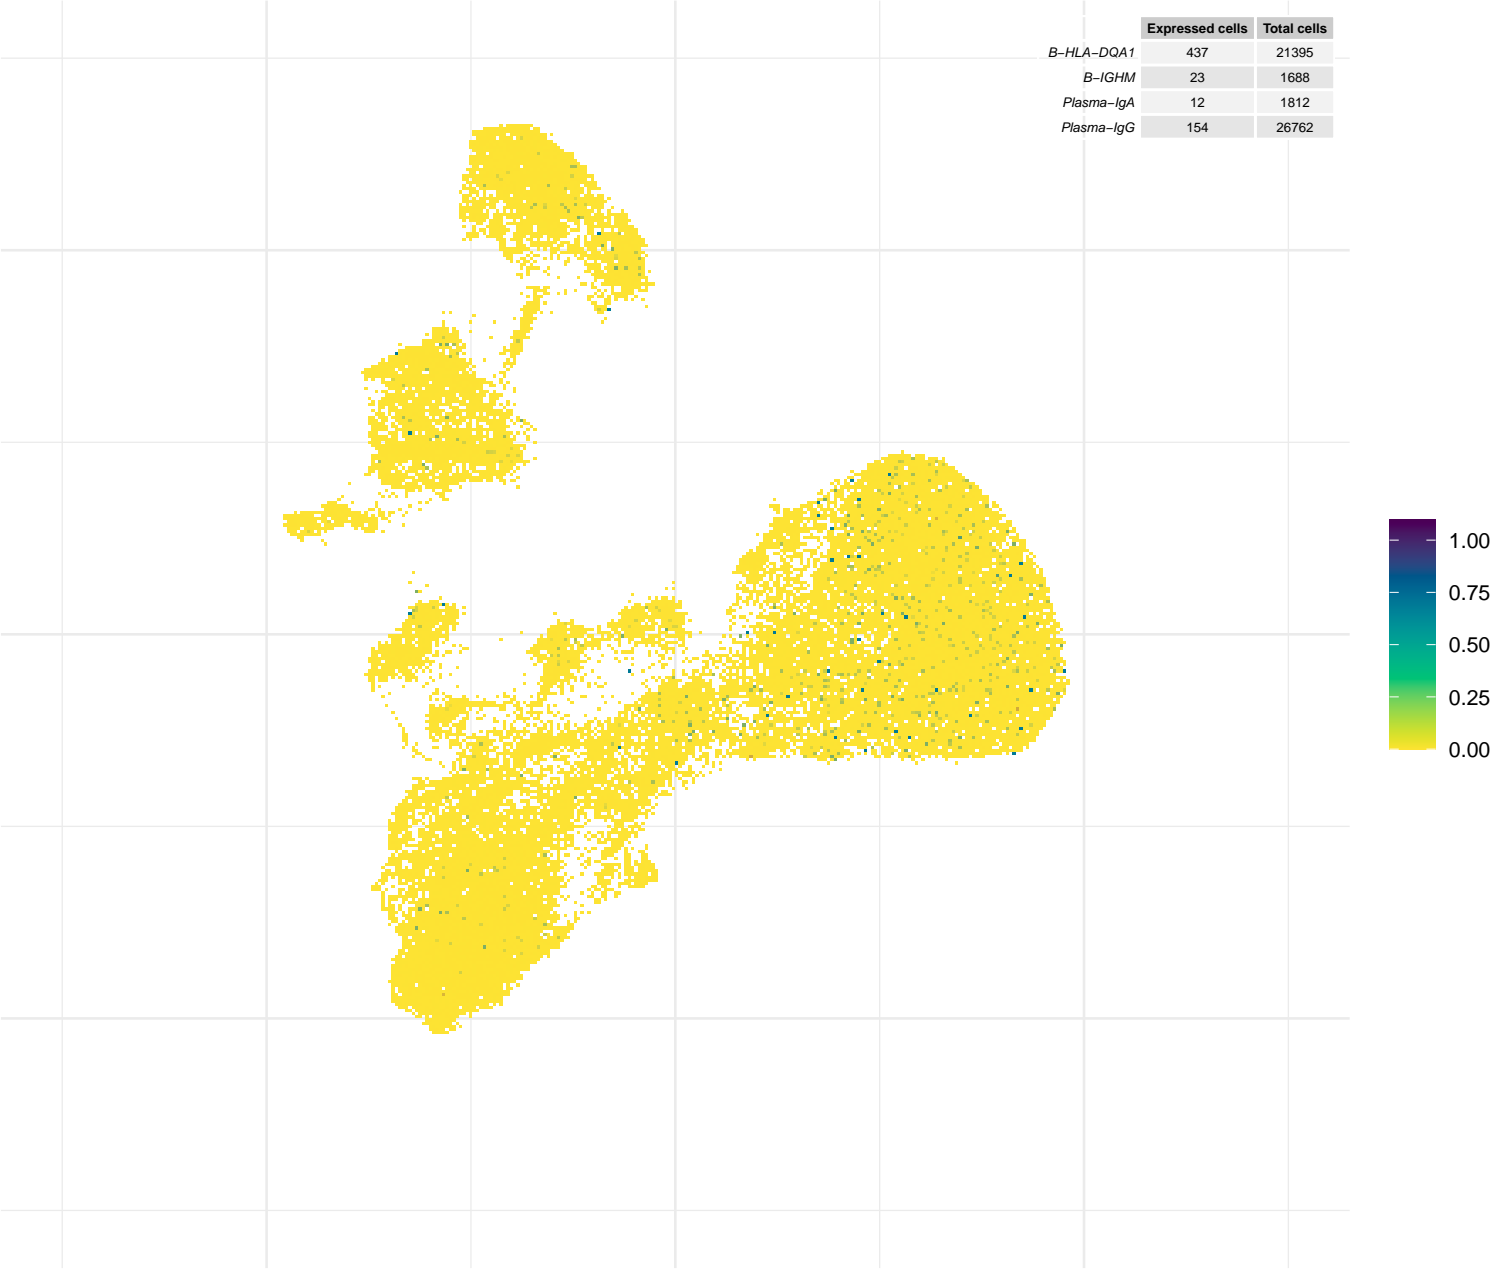 Expressed cells Total cells
B−HLA−DQA1 437 21395
B−IGHM 23 1688
Plasma−IgA 12 1812
Plasma−IgG 154 26762
1.00
0.75
0.50
0.25
0.00